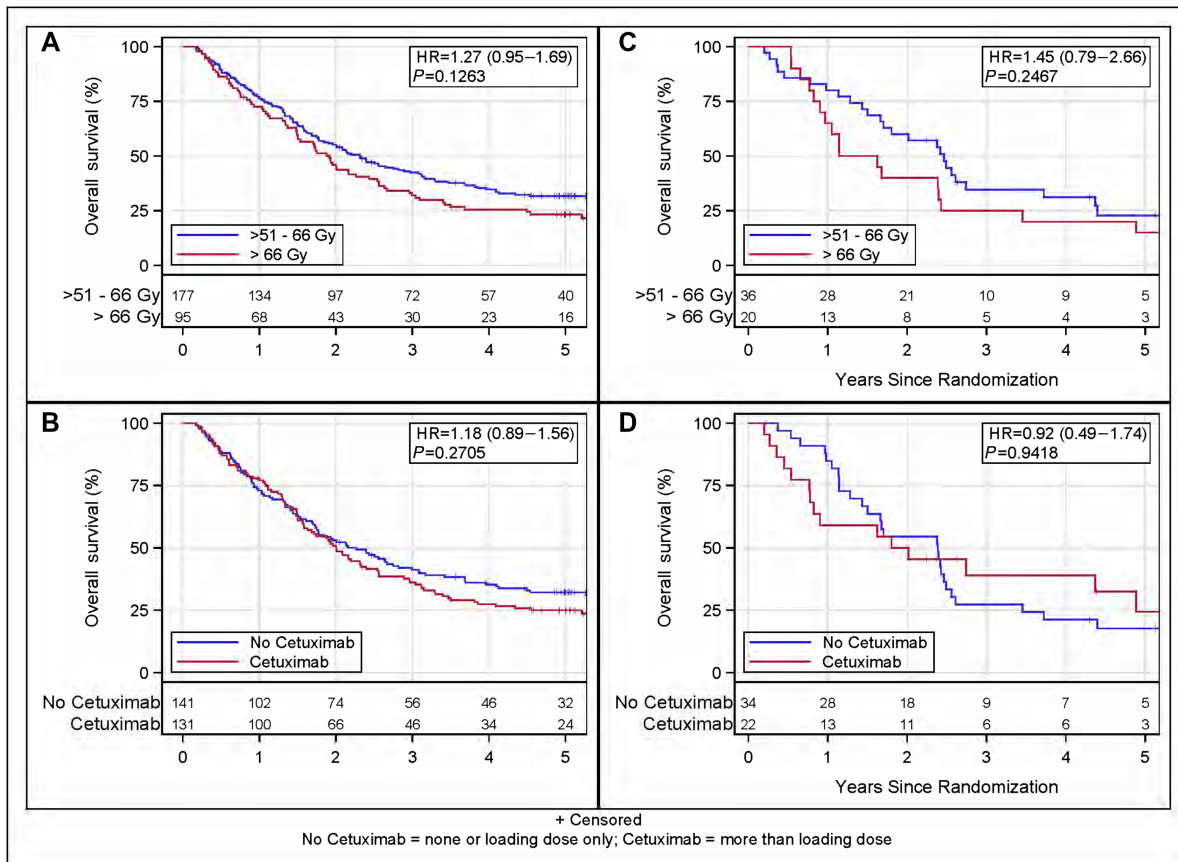 A
HR=1.27 (0.95−1.69)
P=0.1263
Overall survival (%)
100
75
50
25
0
>51 - 66 Gy
> 66 Gy
>51 - 66 Gy 177 134 97 72 57 40
> 66 Gy 95 68 43 30 23 16
0 1 2 3 4 5
C
HR=1.45 (0.79−2.66)
P=0.2467
Overall survival (%)
100
75
50
25
0
>51 - 66 Gy
> 66 Gy
>51 - 66 Gy 36 28 21 10 9 5
> 66 Gy 20 13 8 5 4 3
0 1 2 3 4 5
Years Since Randomization
B
HR=1.18 (0.89−1.56)
P=0.2705
Overall survival (%)
100
75
50
25
0
No Cetuximab
Cetuximab
No Cetuximab 141 102 74 56 46 32
Cetuximab 131 100 66 46 34 24
0 1 2 3 4 5
D
HR=0.92 (0.49−1.74)
P=0.9418
Overall survival (%)
100
75
50
25
0
No Cetuximab
Cetuximab
No Cetuximab 34 28 18 9 7 5
Cetuximab 22 13 11 6 6 3
0 1 2 3 4 5
Years Since Randomization
+ Censored
No Cetuximab = none or loading dose only; Cetuximab = more than loading dose